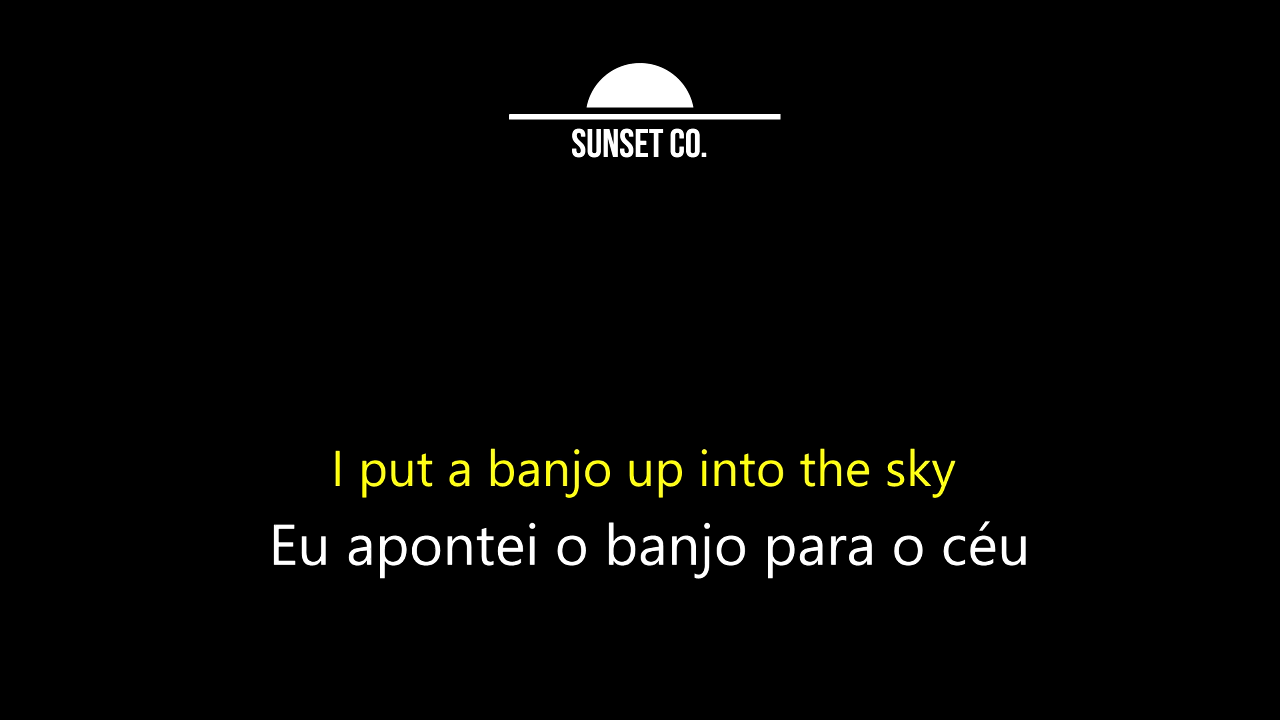 SUNSET CO.
I put a banjo up into the sky
Eu apontei o banjo para o céu